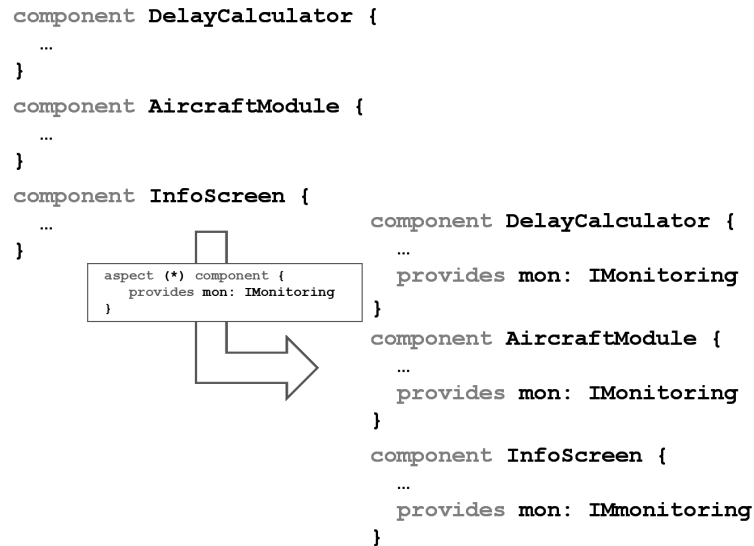 component DelayCalculator {
…
}
component AircraftModule {
…
}
component InfoScreen {
…
}
aspect (*) component {
provides mon: IMonitoring
}
component DelayCalculator {
…
provides mon: IMonitoring
}
component AircraftModule {
…
provides mon: IMonitoring
}
component InfoScreen {
…
provides mon: IMmonitoring
}